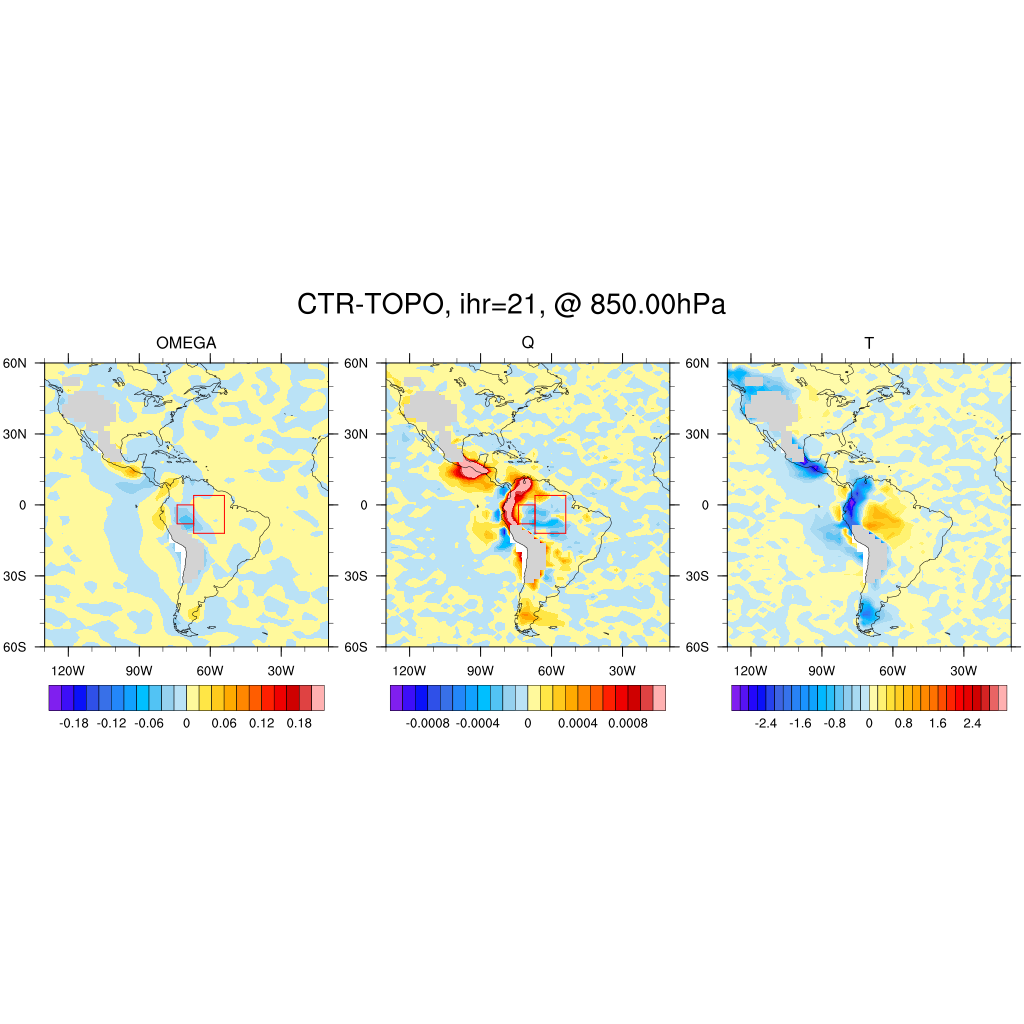 CTR-TOPO, ihr=21, @ 850.00hPa
OMEGA
60N
30N
0
30S
60S
120W 90W 60W 30W
-0.18 -0.12 -0.06 0 0.06 0.12 0.18
Q
60N
30N
0
30S
60S
120W 90W 60W 30W
-0.0008 -0.0004 0 0.0004 0.0008
T
60N
30N
0
30S
60S
120W 90W 60W 30W
-2.4 -1.6 -0.8 0 0.8 1.6 2.4